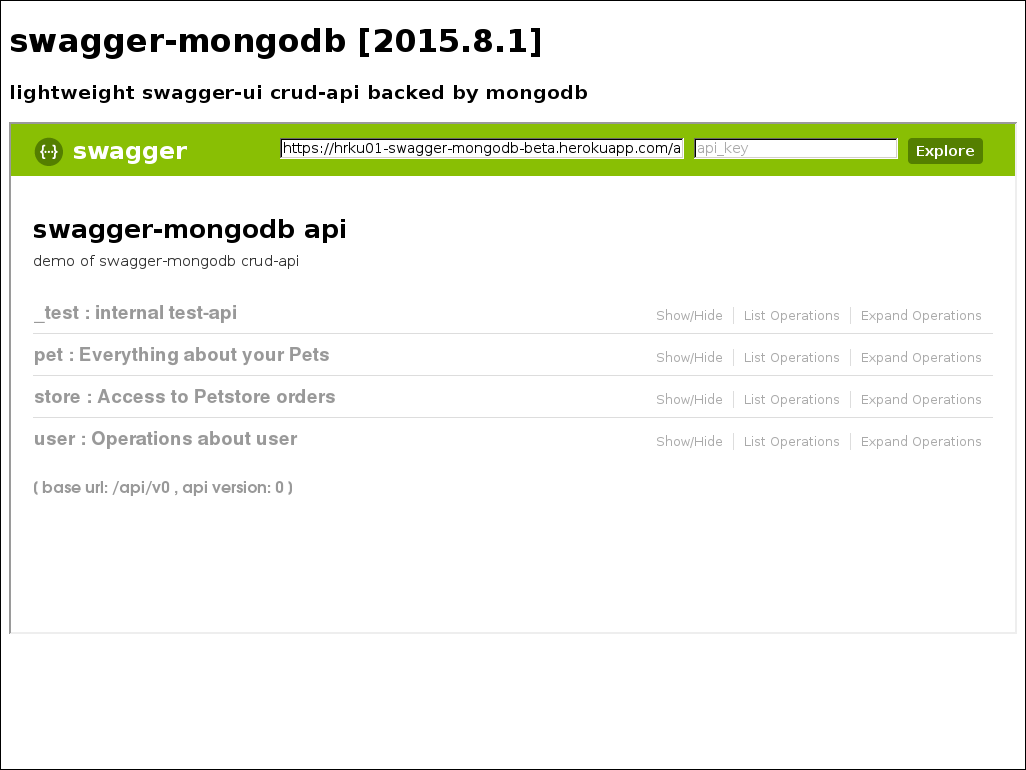 swagger-mongodb [2015.8.1]
lightweight swagger-ui crud-api backed by mongodb
{···} swagger https://hrku01-swagger-mongodb-beta.herokuapp.com/a api_key Explore
swagger-mongodb api
demo of swagger-mongodb crud-api
_test : internal test-api Show/Hide List Operations Expand Operations
pet : Everything about your Pets Show/Hide List Operations Expand Operations
store : Access to Petstore orders Show/Hide List Operations Expand Operations
user : Operations about user Show/Hide List Operations Expand Operations
( base url: /api/v0 , api version: 0 )